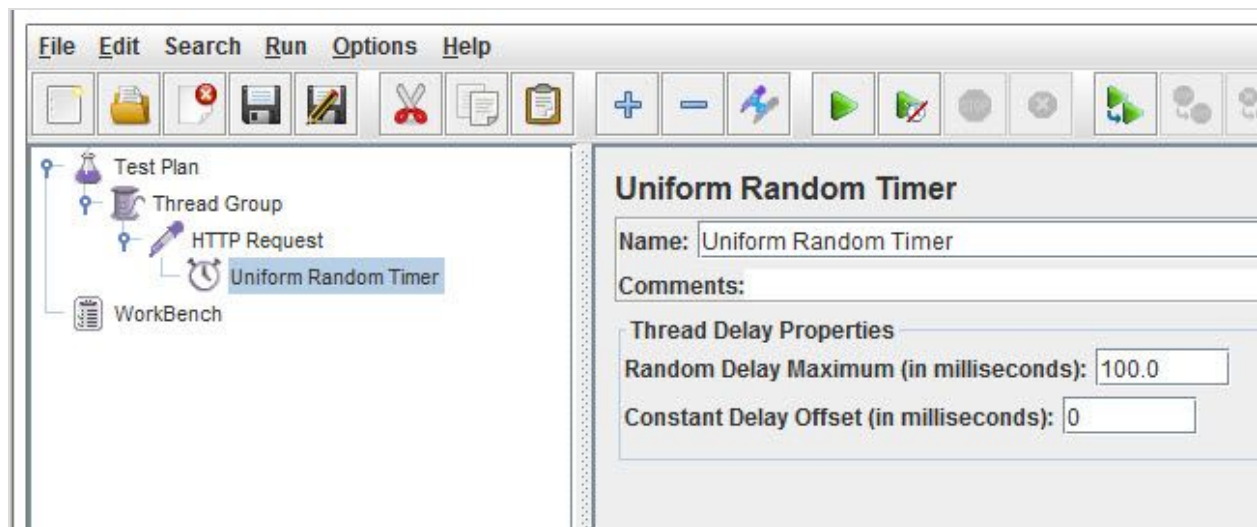 File Edit Search Run Options Help
Test Plan
Thread Group
HTTP Request
Uniform Random Timer
WorkBench
Uniform Random Timer
Name: Uniform Random Timer
Comments:
Thread Delay Properties
Random Delay Maximum (in milliseconds): 100.0
Constant Delay Offset (in milliseconds): 0